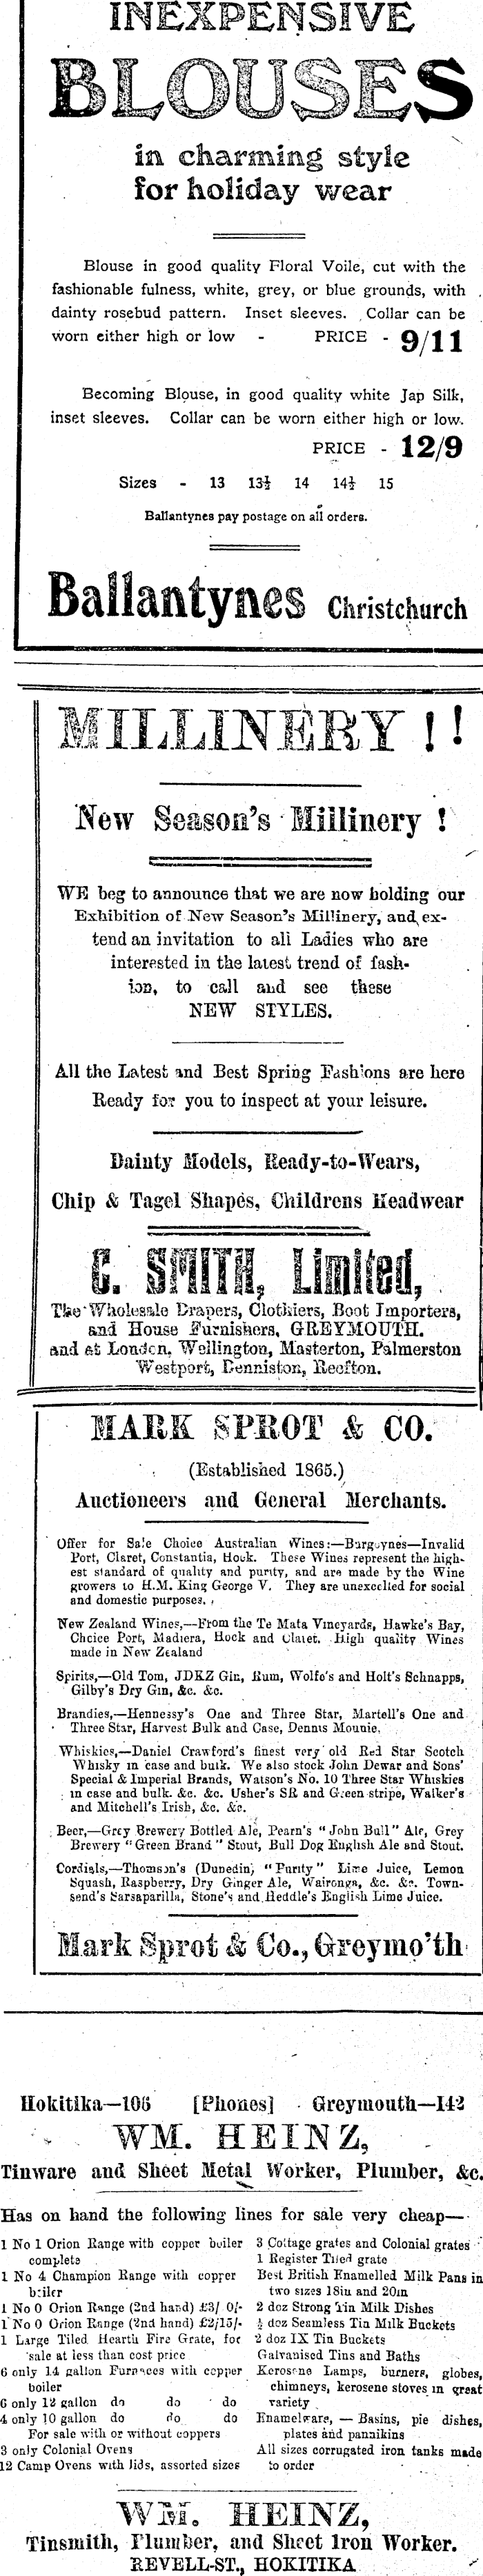 INEXPENSIVE
BLOUSES
in charming style
for holiday wear
Blouse in good quality Floral Voile, cut with the
fashionable fulness, white, grey, or blue grounds, with
dainty rosebud pattern. Inset sleeves. Collar can be
worn either high or low - PRICE - 9/11
Becoming Blouse, in good quality white Jap Silk,
inset sleeves. Collar can be worn either high or low.
PRICE - 12/9
Sizes - 13 13½ 14 14½ 15
Ballantynes pay postage on all orders.
Ballantynes Christchurch
MILLINERY !!
New Season's Millinery !
WE beg to announce that we are now holding our
Exhibition of New Season's Millinery, and ex-
tend an invitation to all Ladies who are
interested in the latest trend of fash-
ion, to call and see these
NEW STYLES.
All the Latest and Best Spring Fashions are here
Ready for you to inspect at your leisure.
Dainty Models, Ready-to-Wears,
Chip & Tagel Shapes, Childrens Headwear
C. SMITH, Limited,
The Wholesale Drapers, Clothiers, Boot Importers,
and House Furnishers, GREYMOUTH.
and at London, Wellington, Masterton, Palmerston
Westport, Denniston, Reefton.
MARK SPROT & CO.
(Established 1865.)
Auctioneers and General Merchants.
Offer for Sale Choice Australian Wines:—Burgoynes—Invalid
Port, Claret, Constantia, Hock. These Wines represent the high-
est standard of quality and purity, and are made by the Wine
growers to H.M. King George V. They are unexcelled for social
and domestic purposes.
New Zealand Wines,—From the Te Mata Vineyards, Hawke's Bay,
Choice Port, Madiera, Hock and Claret. High quality Wines
made in New Zealand
Spirits,—Old Tom, JDKZ Gin, Rum, Wolfe's and Holt's Schnapps,
Gilby's Dry Gin, &c. &c.
Brandies,—Hennessy's One and Three Star, Martell's One and
Three Star, Harvest Bulk and Case, Dennis Mounie.
Whiskies,—Daniel Crawford's finest very old Red Star Scotch
Whisky in case and bulk. We also stock John Dewar and Sons'
Special & Imperial Brands, Watson's No. 10 Three Star Whiskies
in case and bulk. &c. &c. Usher's SR and Green stripe, Walker's
and Mitchell's Irish, &c. &c.
Beer,—Grey Brewery Bottled Ale, Pearn's "John Bull" Ale, Grey
Brewery "Green Brand" Stout, Bull Dog English Ale and Stout.
Cordials,—Thomson's (Dunedin) "Purity" Lime Juice, Lemon
Squash, Raspberry, Dry Ginger Ale, Waironga, &c. &c. Town-
send's Sarsaparilla, Stone's and Heddle's English Lime Juice.
Mark Sprot & Co., Greymo'th
Hokitika—106 [Phones] Greymouth—142
WM. HEINZ,
Tinware and Sheet Metal Worker, Plumber, &c.
Has on hand the following lines for sale very cheap—
1 No 1 Orion Range with copper boiler
complete
1 No 4 Champion Range with copper
boiler
1 No 0 Orion Range (2nd hand) £3/ 0/-
1 No 0 Orion Range (2nd hand) £2/15/-
1 Large Tiled Hearth Fire Grate, for
sale at less than cost price
6 only 14 gallon Furnaces with copper
boiler
6 only 12 gallon do do do
4 only 10 gallon do do do
For sale with or without coppers
3 only Colonial Ovens
12 Camp Ovens with lids, assorted sizes
3 Cottage grates and Colonial grates
1 Register Tiled grate
Best British Enamelled Milk Pans in
two sizes 18in and 20in
2 doz Strong Tin Milk Dishes
½ doz Seamless Tin Milk Buckets
2 doz IX Tin Buckets
Galvanised Tins and Baths
Kerosene Lamps, burners, globes,
chimneys, kerosene stoves in great
variety
Enamelware, — Basins, pie dishes,
plates and pannikins
All sizes corrugated iron tanks made
to order
WM. HEINZ,
Tinsmith, Plumber, and Sheet Iron Worker.
REVELL-ST., HOKITIKA